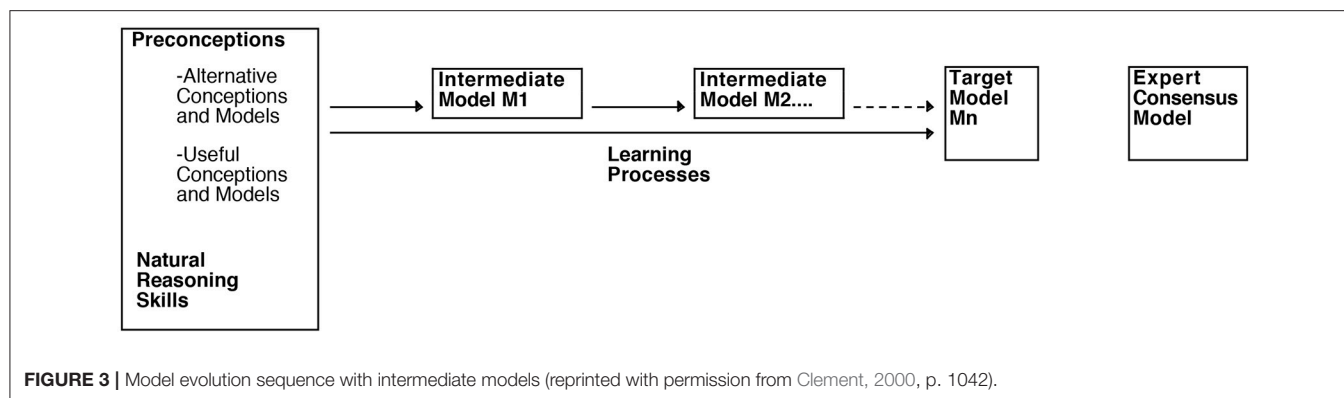 Preconceptions
-Alternative
Conceptions
and Models
-Useful
Conceptions
and Models
Natural
Reasoning
Skills
Intermediate
Model M1
Intermediate
Model M2....
Learning
Processes
Target
Model
Mn
Expert
Consensus
Model
FIGURE 3 | Model evolution sequence with intermediate models (reprinted with permission from Clement, 2000, p. 1042).